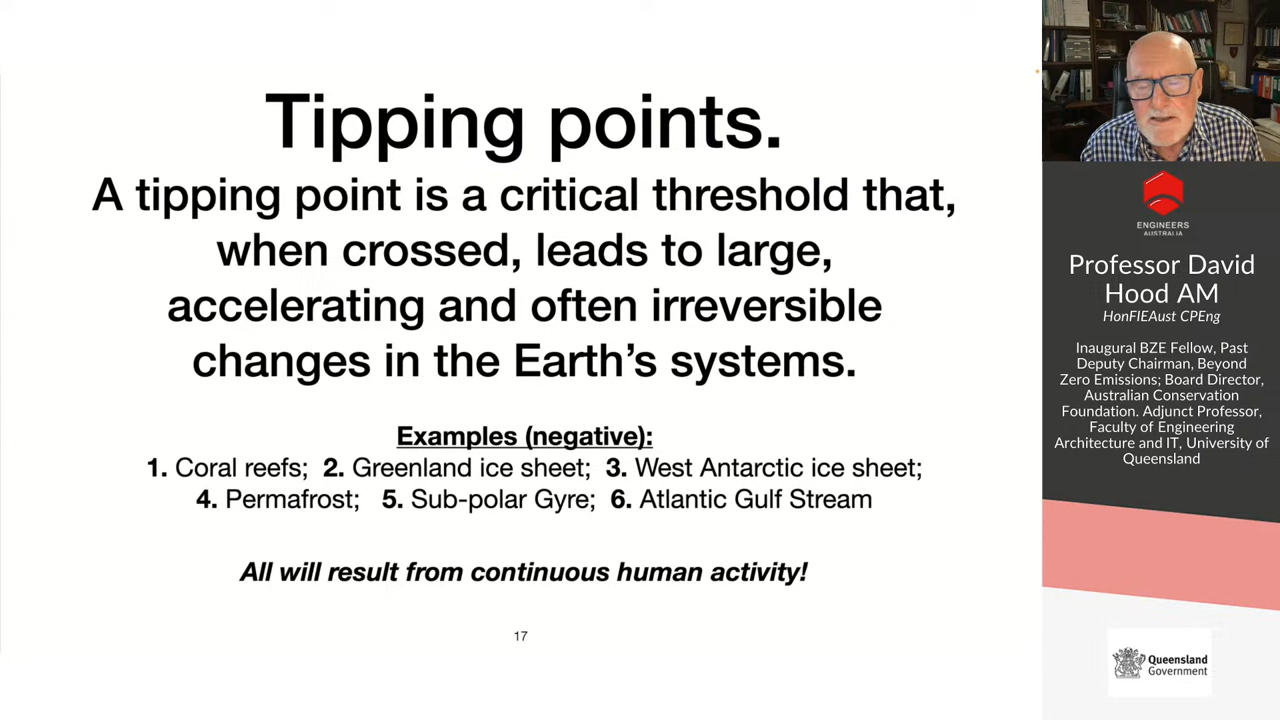 Tipping points.
A tipping point is a critical threshold that,
when crossed, leads to large,
accelerating and often irreversible
changes in the Earth's systems.
Examples (negative):
1. Coral reefs; 2. Greenland ice sheet; 3. West Antarctic ice sheet;
4. Permafrost; 5. Sub-polar Gyre; 6. Atlantic Gulf Stream
All will result from continuous human activity!
17
ENGINEERS
AUSTRALIA
Professor David
Hood AM
HonFIEAust CPEng
Inaugural BZE Fellow, Past
Deputy Chairman, Beyond
Zero Emissions; Board Director,
Australian Conservation
Foundation. Adjunct Professor,
Faculty of Engineering
Architecture and IT, University of
Queensland
Queensland
Government